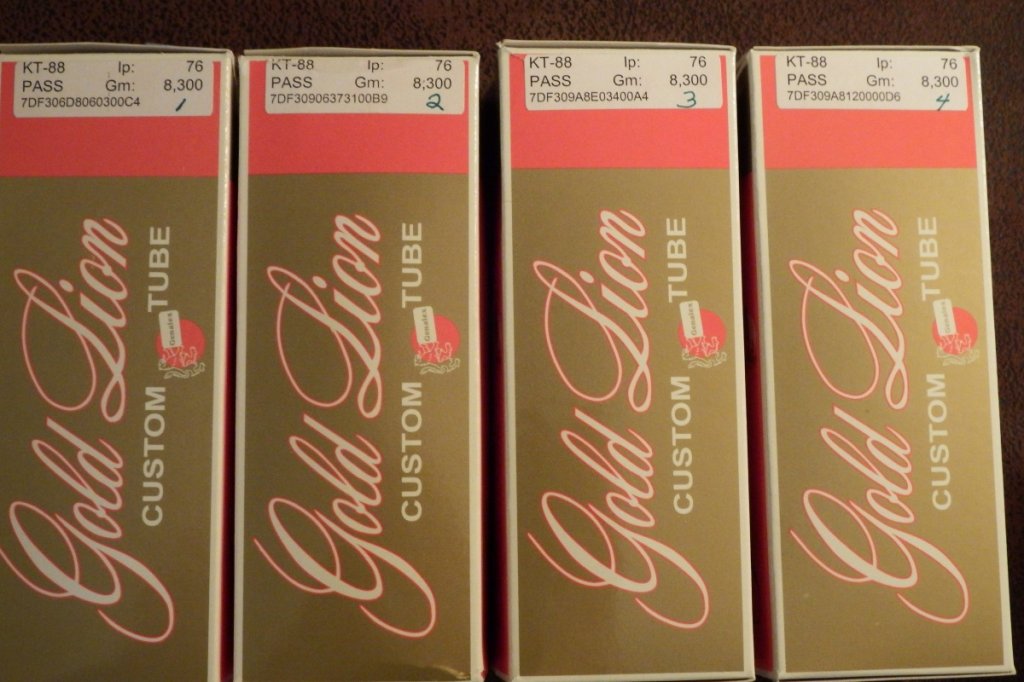 KT-88 Ip: 76
PASS Gm: 8,300
7DF306D8060300C4
1
Gold Lion
CUSTOM TUBE
Genalex
KT-88 Ip: 76
PASS Gm: 8,300
7DF30906373100B9
2
Gold Lion
CUSTOM TUBE
Genalex
KT-88 Ip: 76
PASS Gm: 8,300
7DF309A8E03400A4
3
Gold Lion
CUSTOM TUBE
Genalex
KT-88 Ip: 76
PASS Gm: 8,300
7DF309A8120000D6
4
Gold Lion
CUSTOM TUBE
Genalex